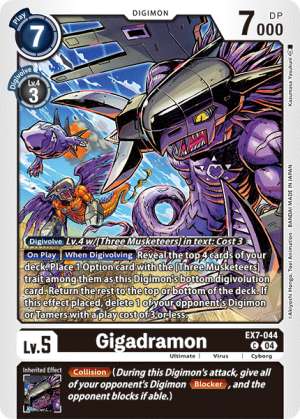 DIGIMON
Play
7
7000
DP
Digivolve
Lv.4
3
Digivolve Lv.4 w/[Three Musketeers] in text: Cost 3
On Play When Digivolving Reveal the top 4 cards of
your deck. Place 1 Option card with the [Three Musketeers]
trait among them as this Digimon's bottom digivolution
card. Return the rest to the top or bottom of the deck. If
this effect placed, delete 1 of your opponent's Digimon
or Tamers with a play cost of 3 or less.
Lv.5
Gigadramon
EX7-044
C 04
Ultimate Virus Cyborg
Inherited Effect
Collision (During this Digimon's attack, give all
of your opponent's Digimon Blocker, and the
opponent blocks if able.)